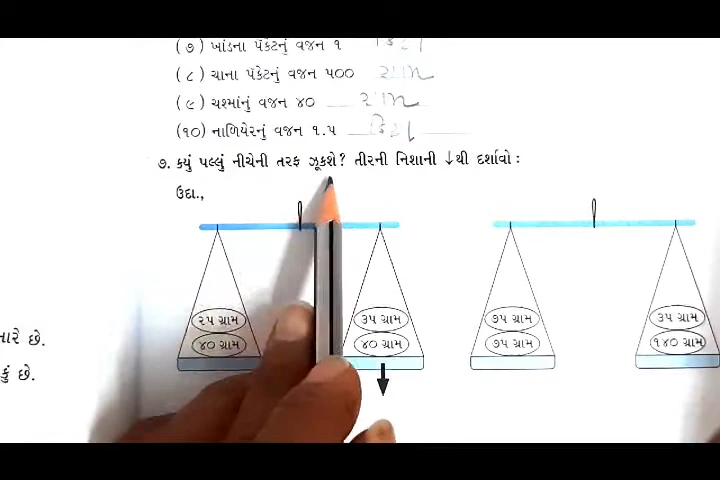 (૭) ખાંડના પૅકેટનું વજન ૧ કિગ્રા
(૮) ચાના પૅકેટનું વજન ૫૦૦ ગ્રામ
(૯) ચશ્માંનું વજન ૪૦ ગ્રામ
(૧૦) નાળિયેરનું વજન ૧.૫ કિગ્રા
૭. કયું પલ્લું નીચેની તરફ ઝૂકશે? તીરની નિશાની ↓થી દર્શાવો :
ઉદા.,
૨૫ ગ્રામ ૩૫ ગ્રામ ૭૫ ગ્રામ ૩૫ ગ્રામ
૪૦ ગ્રામ ૪૦ ગ્રામ ૭૫ ગ્રામ ૧૪૦ ગ્રામ
છે.
છે.